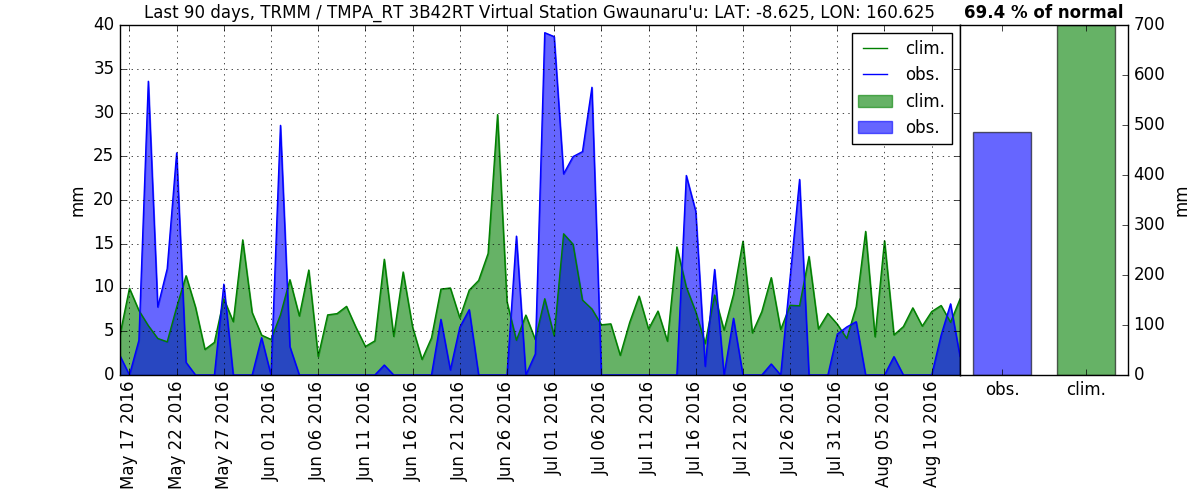 Last 90 days, TRMM / TMPA_RT 3B42RT Virtual Station Gwaunaru'u: LAT: -8.625, LON: 160.625
69.4 % of normal
40
35
30
25
20
15
10
5
0
mm
clim.
obs.
clim.
obs.
700
600
500
400
300
200
100
0
mm
May 17 2016
May 22 2016
May 27 2016
Jun 01 2016
Jun 06 2016
Jun 11 2016
Jun 16 2016
Jun 21 2016
Jun 26 2016
Jul 01 2016
Jul 06 2016
Jul 11 2016
Jul 16 2016
Jul 21 2016
Jul 26 2016
Jul 31 2016
Aug 05 2016
Aug 10 2016
obs.
clim.